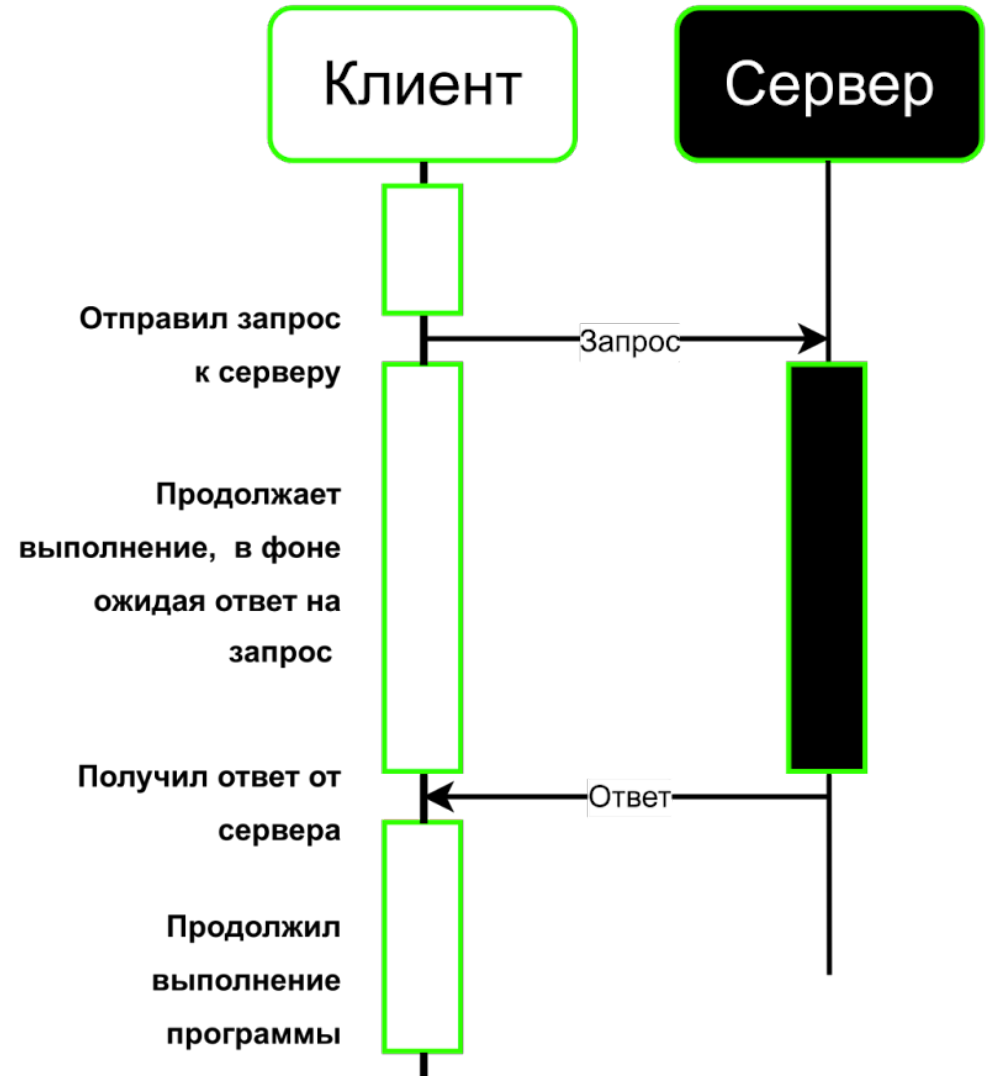 Клиент
Сервер
Отправил запрос
к серверу
Запрос
Продолжает
выполнение,  в фоне
ожидая ответ на
запрос
Получил ответ от
сервера
Ответ
Продолжил
выполнение
программы